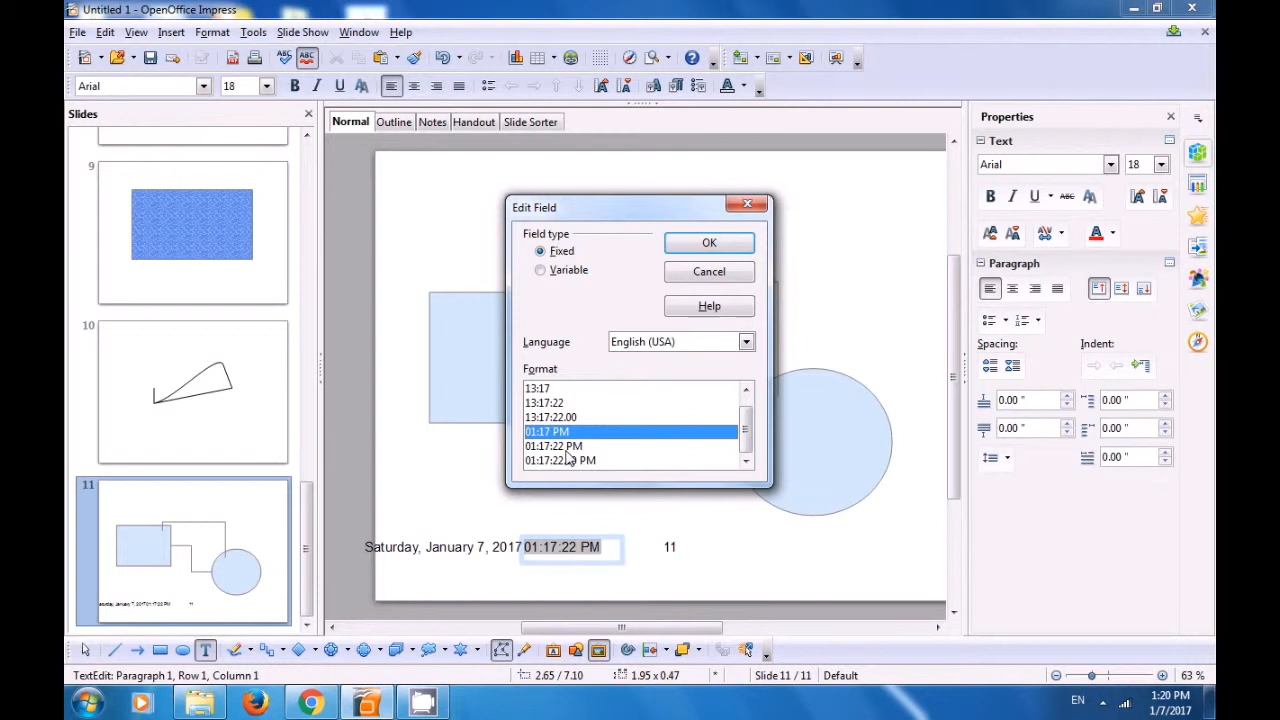 Untitled 1 - OpenOffice Impress
File Edit View Insert Format Tools Slide Show Window Help
Arial 18
Slides
Normal Outline Notes Handout Slide Sorter
Properties
Text
Arial 18
Paragraph
Spacing: Indent:
0.00 " 0.00 "
0.00 " 0.00 "
0.00 "
9
10
11
Saturday, January 7, 2017 01:17:22 PM 11
Edit Field
Field type
Fixed
Variable
OK
Cancel
Help
Language English (USA)
Format
13:17
13:17:22
13:17:22.00
01:17 PM
01:17:22 PM
Saturday, January 7, 2017 01:17:22 PM 11
TextEdit: Paragraph 1, Row 1, Column 1 2.65 / 7.10 1.95 x 0.47 * Slide 11 / 11 Default 63 %
EN 1:20 PM
1/7/2017